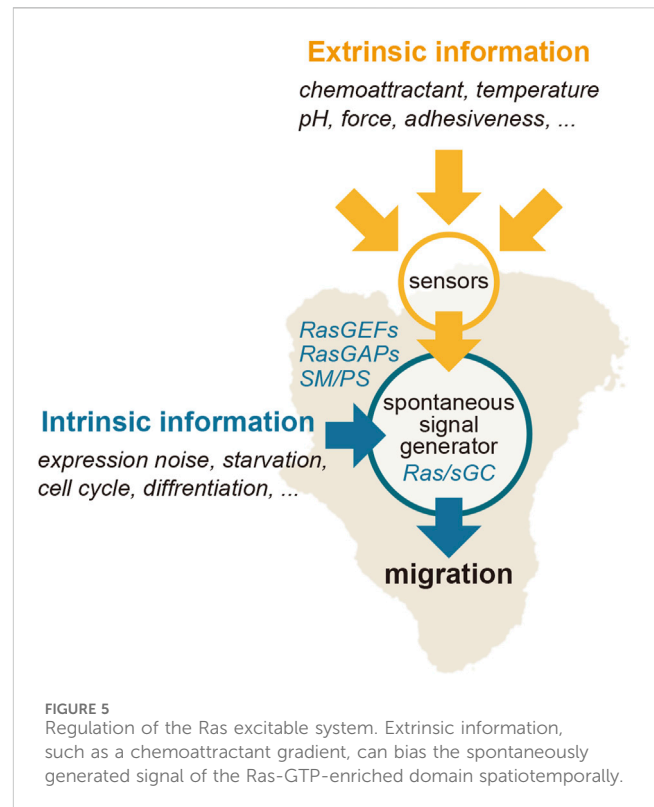 Extrinsic information
chemoattractant, temperature
pH, force, adhesiveness, ...
sensors
RasGEFs
RasGAPs
SM/PS
Intrinsic information
expression noise, starvation,
cell cycle, diffrentiation, ...
spontaneous
signal
generator
Ras/sGC
migration
FIGURE 5
Regulation of the Ras excitable system. Extrinsic information,
such as a chemoattractant gradient, can bias the spontaneously
generated signal of the Ras-GTP-enriched domain spatiotemporally.